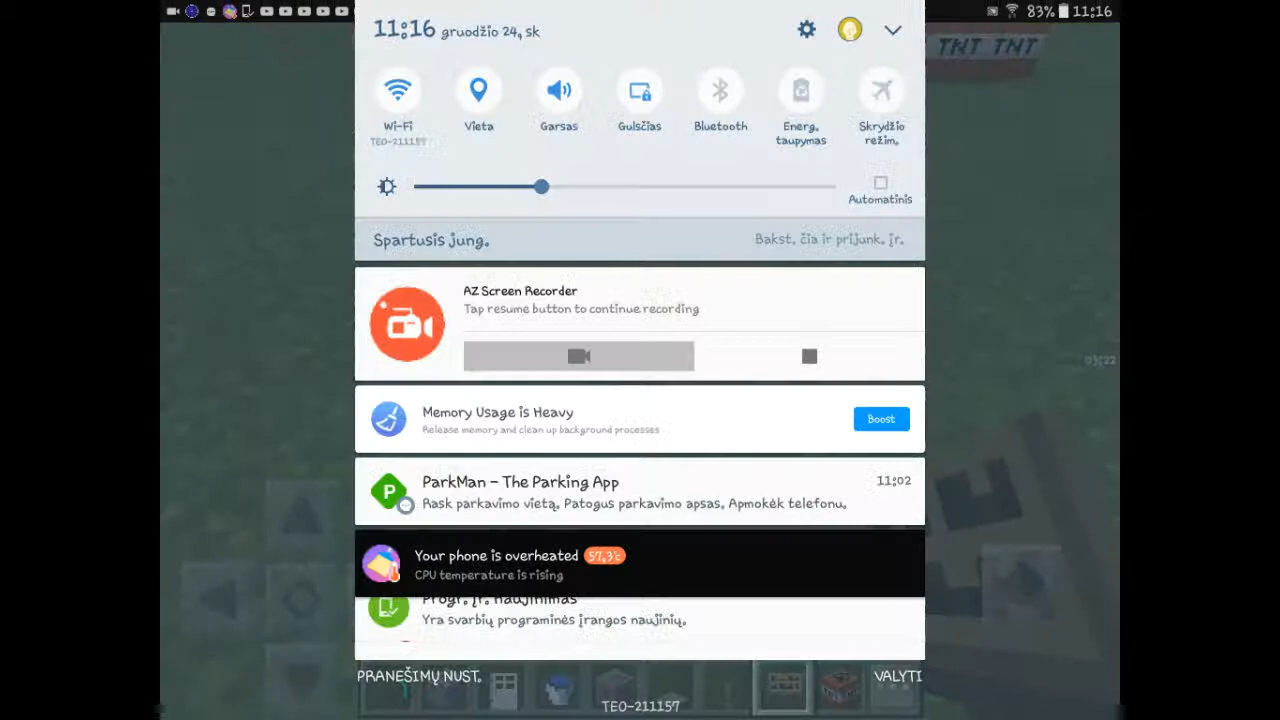 83% 11:16
11:16 gruodžio 24, sk
TNT TNT
Wi-Fi
TEO-211157
Vieta
Garsas
Gulsčias
Bluetooth
Energ.
taupymas
Skrydžio
režim.
Automatinis
Spartusis jung.
Bakst. čia ir prijunk. įr.
AZ Screen Recorder
Tap resume button to continue recording
03:22
Memory Usage is Heavy
Release memory and clean up background processes
Boost
ParkMan – The Parking App
11:02
Rask parkavimo vietą. Patogus parkavimo apsas. Apmokėk telefonu.
Your phone is overheated 57,3°C
CPU temperature is rising
Progr. įr. naujinimas
Yra svarbių programinės įrangos naujinių.
PRANEŠIMŲ NUST.
VALYTI
TEO-211157